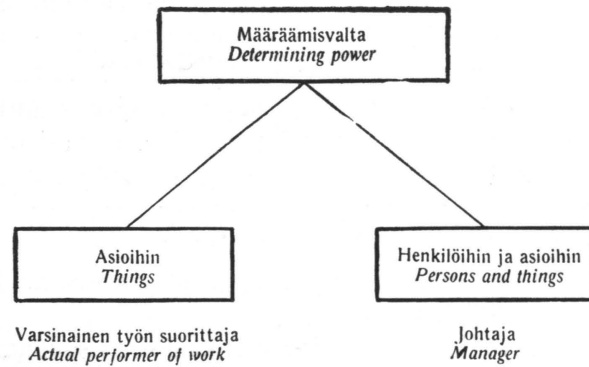 Määräämisvalta
Determining power
Asioihin
Things
Henkilöihin ja asioihin
Persons and things
Varsinainen työn suorittaja
Actual performer of work
Johtaja
Manager